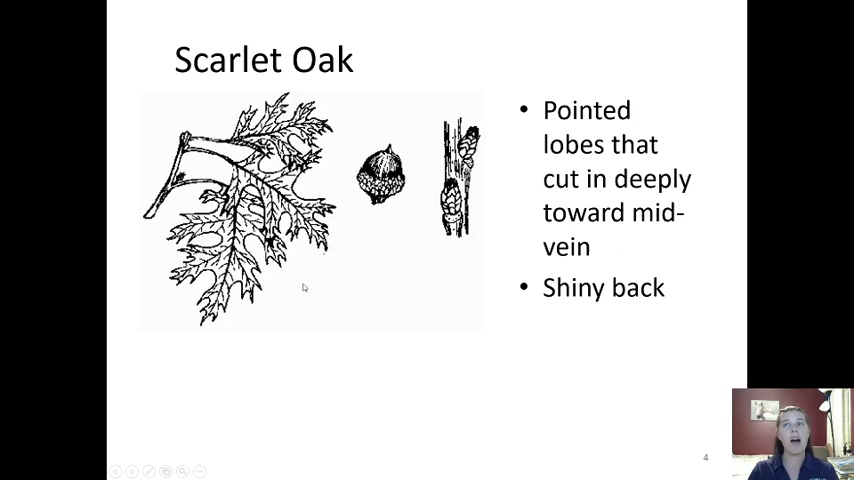 Scarlet Oak
• Pointed
lobes that
cut in deeply
toward mid-
vein
• Shiny back
4